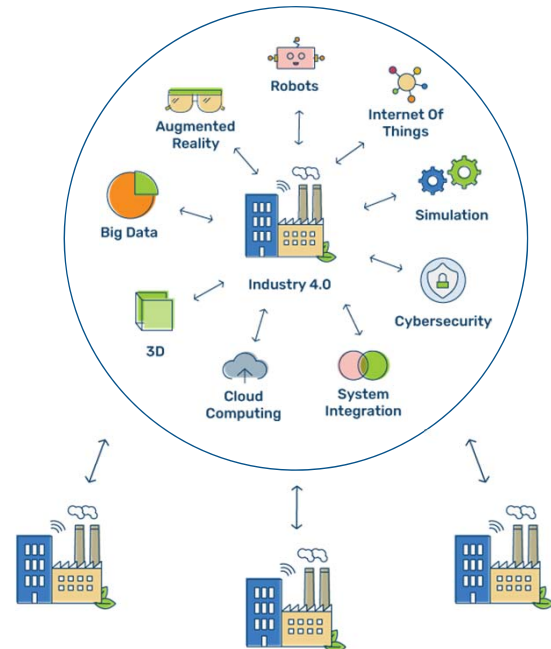 Robots
Internet Of
Things
Augmented
Reality
Simulation
Big Data
Industry 4.0
Cybersecurity
3D
Cloud
Computing
System
Integration